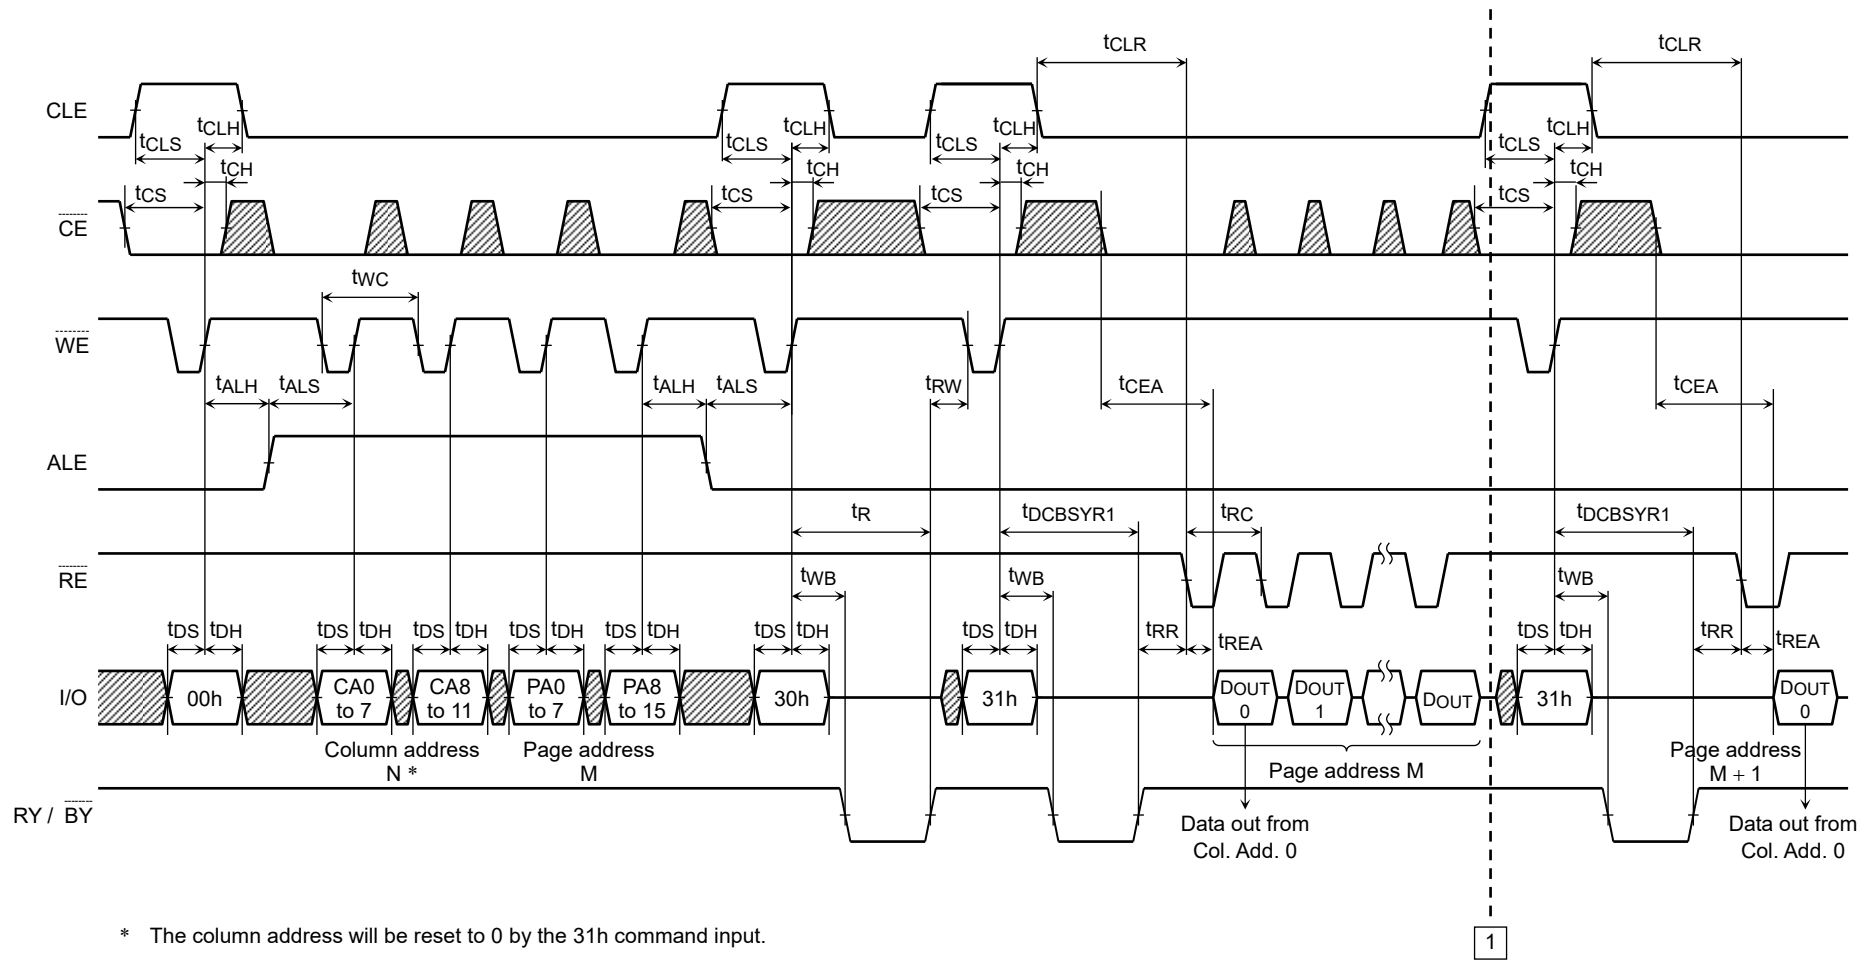 tCLR tCLR
CLE
tCLS tCLH tCLS tCLH tCLS tCLH tCLS tCLH
tCH tCH tCH tCH
tCS tCS tCS tCS
CE
tWC
WE
tALH tALS tALH tALS tRW tCEA tCEA
ALE
tR tDCBSYR1 tRC tDCBSYR1
RE
tWB tWB tWB
tDS tDH tDS tDH tDS tDH tDS tDH tDS tDH tDS tDH tDS tDH tRR tREA tDS tDH tRR tREA
I/O
00h
CA0
to 7
CA8
to 11
PA0
to 7
PA8
to 15
30h
31h
DOUT
0
DOUT
1
DOUT
31h
DOUT
0
Column address
N *
Page address
M
Page address M
Page address
M + 1
RY / BY
Data out from
Col. Add. 0
Data out from
Col. Add. 0
* The column address will be reset to 0 by the 31h command input.
1